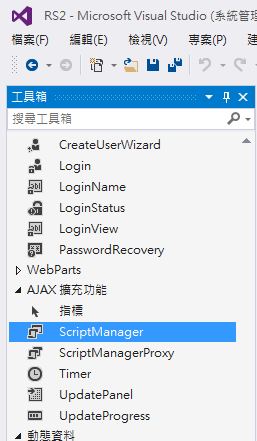 RS2 - Microsoft Visual Studio (系統管理
檔案(F) 編輯(E) 檢視(V) 專案(P)
工具箱
搜尋工具箱
CreateUserWizard
Login
LoginName
LoginStatus
LoginView
PasswordRecovery
WebParts
AJAX 擴充功能
指標
ScriptManager
ScriptManagerProxy
Timer
UpdatePanel
UpdateProgress
動態資料